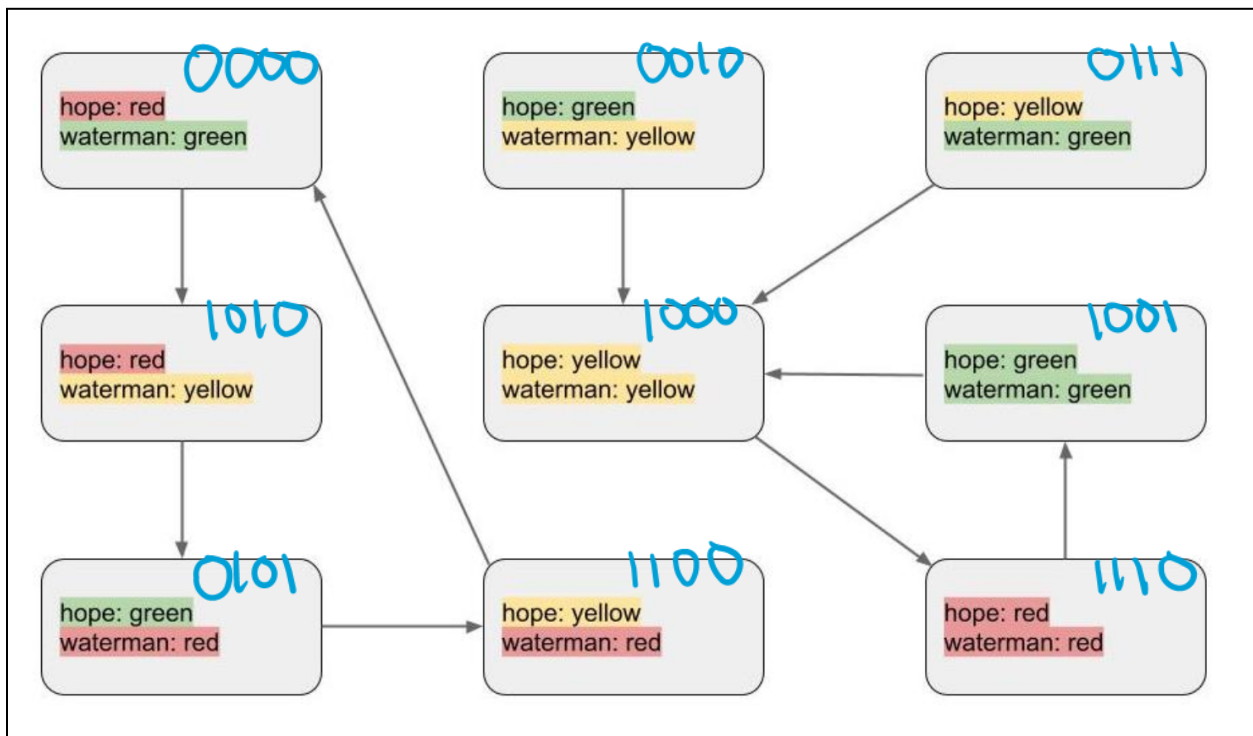 0000
hope: red
waterman: green
0010
hope: green
waterman: yellow
0111
hope: yellow
waterman: green
1010
hope: red
waterman: yellow
1000
hope: yellow
waterman: yellow
1001
hope: green
waterman: green
0101
hope: green
waterman: red
1100
hope: yellow
waterman: red
1110
hope: red
waterman: red